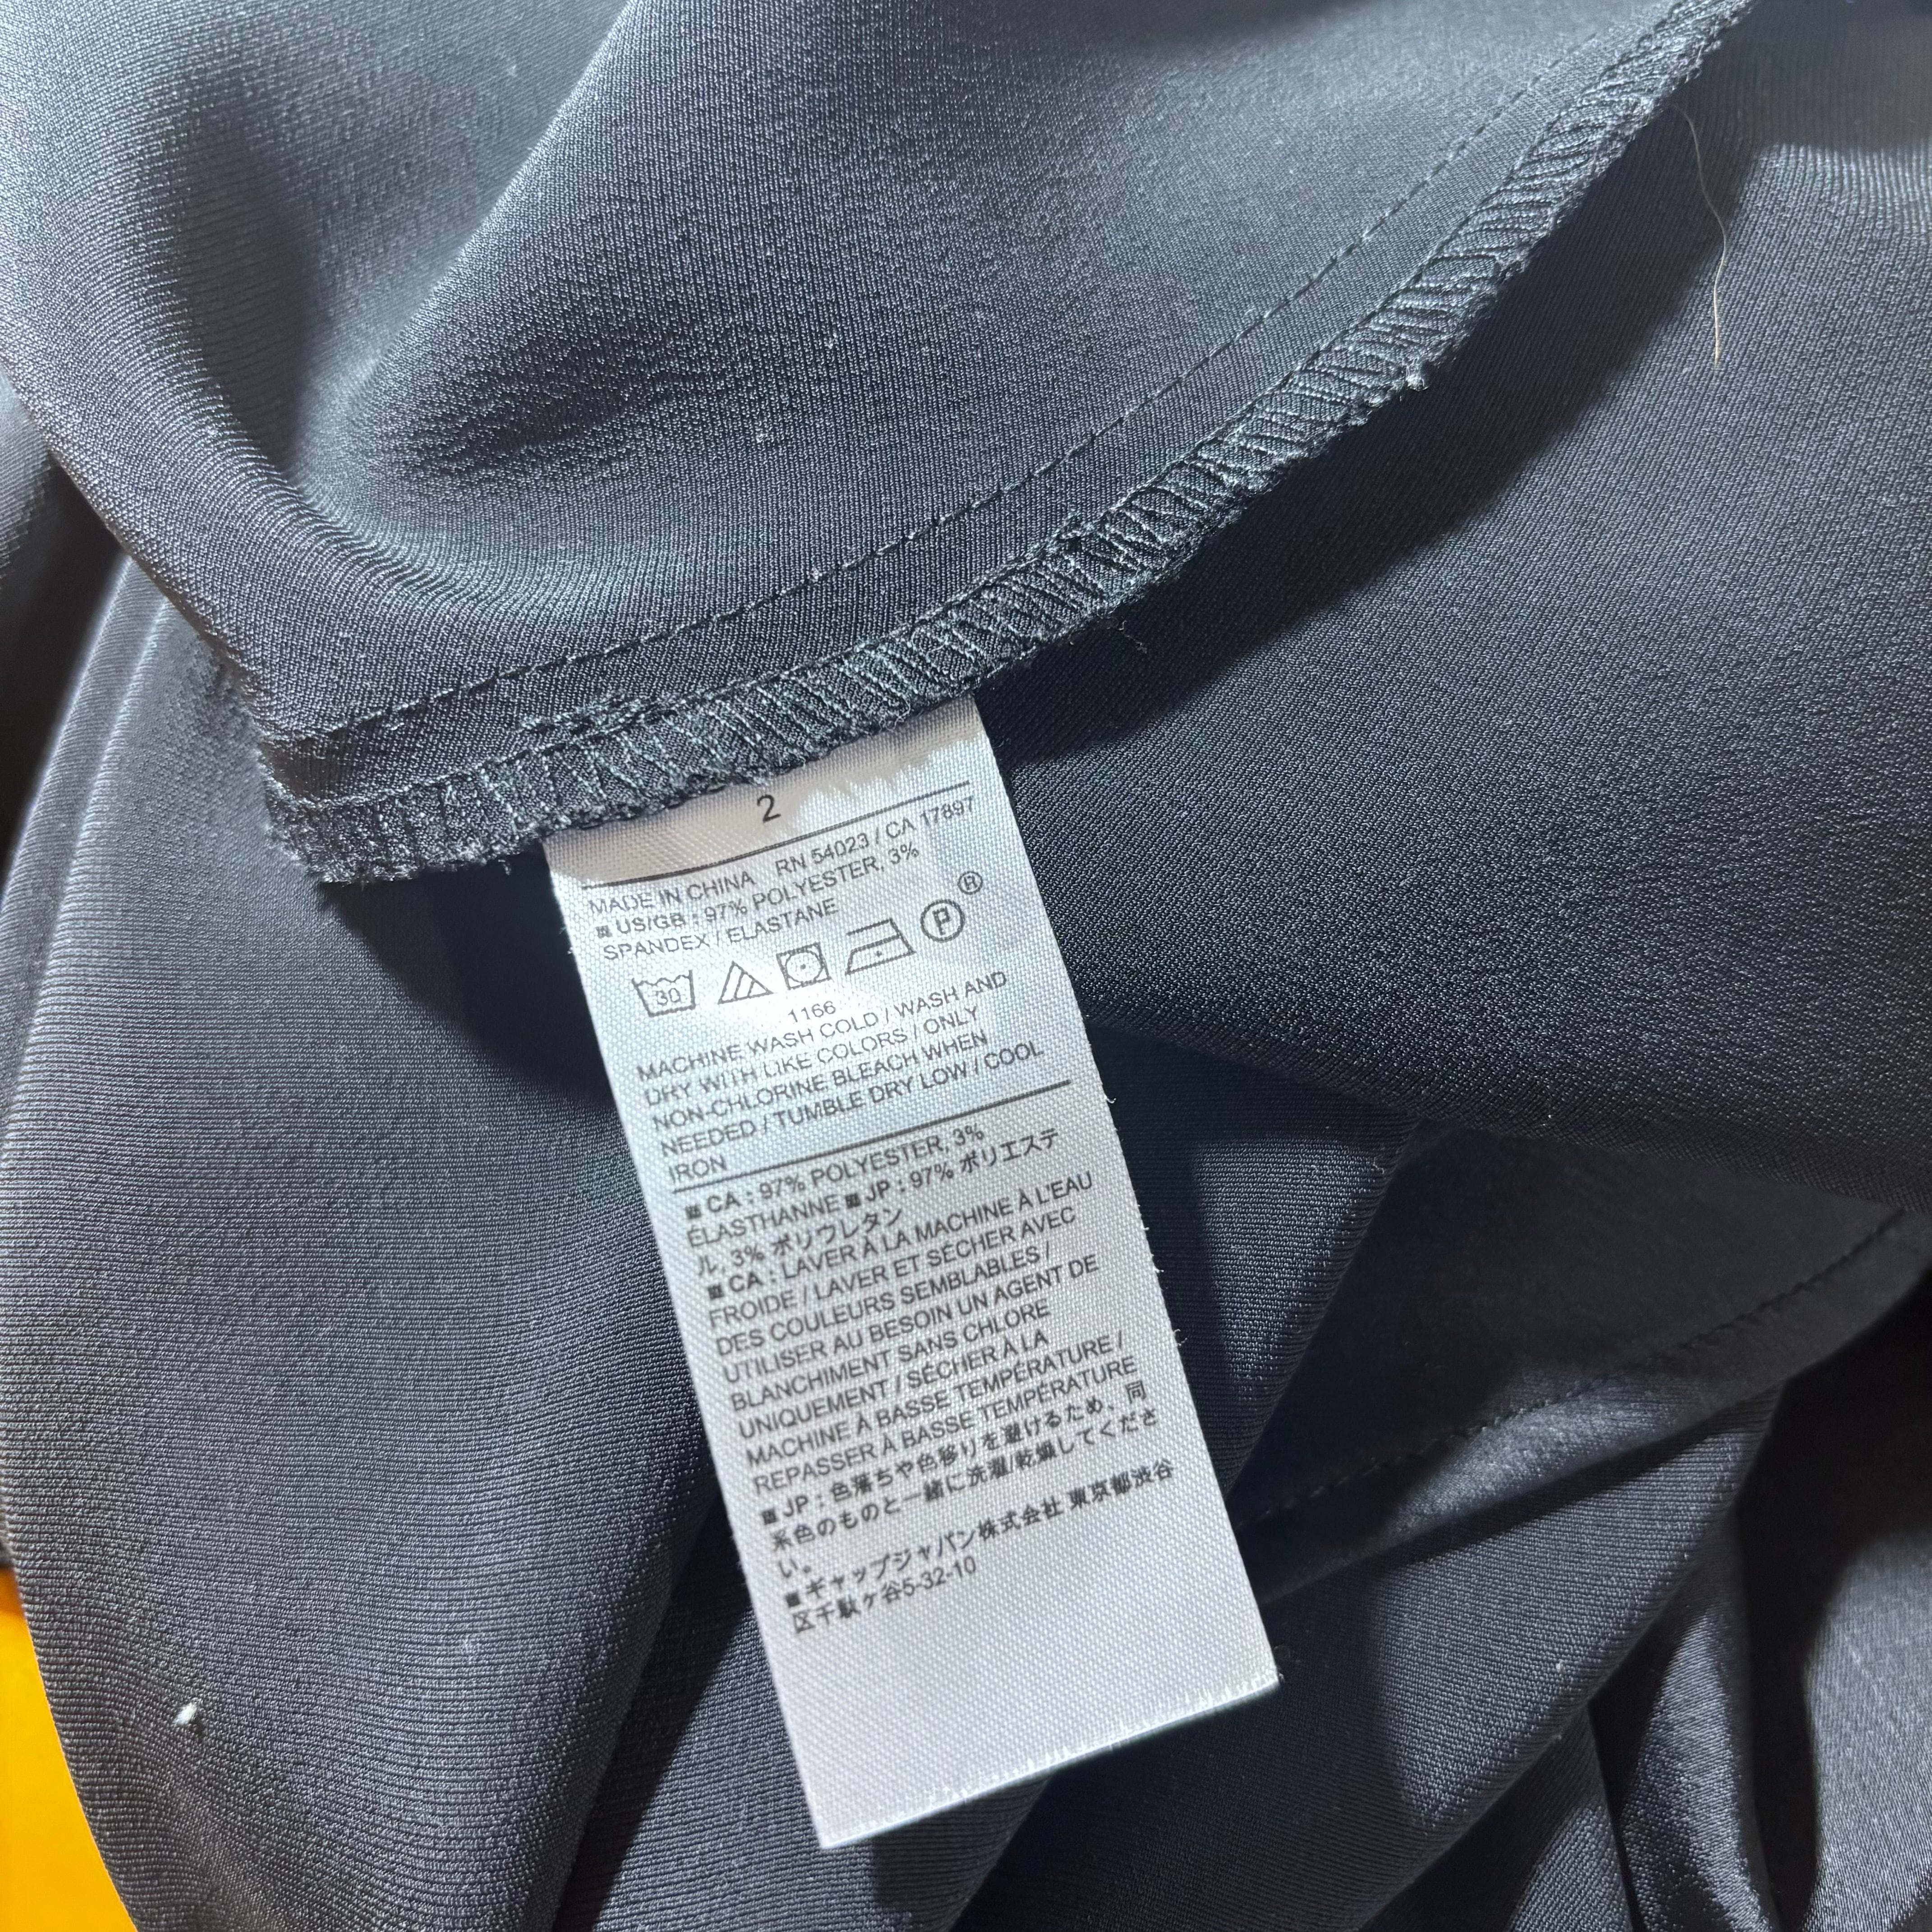 2
MADE IN CHINA RN 54023 / CA 17897
■ US/GB : 97% POLYESTER, 3%
SPANDEX / ELASTANE
30 P ®
1166
MACHINE WASH COLD / WASH AND
DRY WITH LIKE COLORS / ONLY
NON-CHLORINE BLEACH WHEN
NEEDED / TUMBLE DRY LOW / COOL
IRON
■ CA : 97% POLYESTER, 3%
ÉLASTHANNE ■ JP : 97% ポリエステ
ル, 3% ポリウレタン
■ CA : LAVER À LA MACHINE À L'EAU
FROIDE / LAVER ET SÉCHER AVEC
DES COULEURS SEMBLABLES /
UTILISER AU BESOIN UN AGENT DE
BLANCHIMENT SANS CHLORE
UNIQUEMENT / SÉCHER À LA
MACHINE À BASSE TEMPÉRATURE /
REPASSER À BASSE TEMPÉRATURE
■ JP : 色落ちや色移りを避けるため、同
系色のものと一緒に洗濯/乾燥してくださ
い。
■ ギャップジャパン株式会社 東京都渋谷
区千駄ヶ谷5-32-10